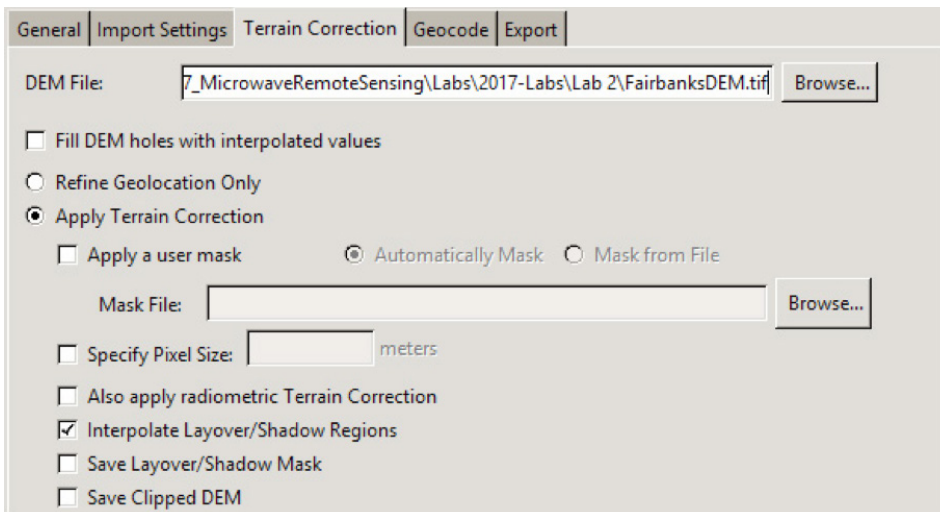 General Import Settings Terrain Correction Geocode Export
DEM File: 7_MicrowaveRemoteSensing\Labs\2017-Labs\Lab 2\FairbanksDEM.tif Browse...
Fill DEM holes with interpolated values
Refine Geolocation Only
Apply Terrain Correction
Apply a user mask Automatically Mask Mask from File
Mask File: Browse...
Specify Pixel Size: meters
Also apply radiometric Terrain Correction
Interpolate Layover/Shadow Regions
Save Layover/Shadow Mask
Save Clipped DEM